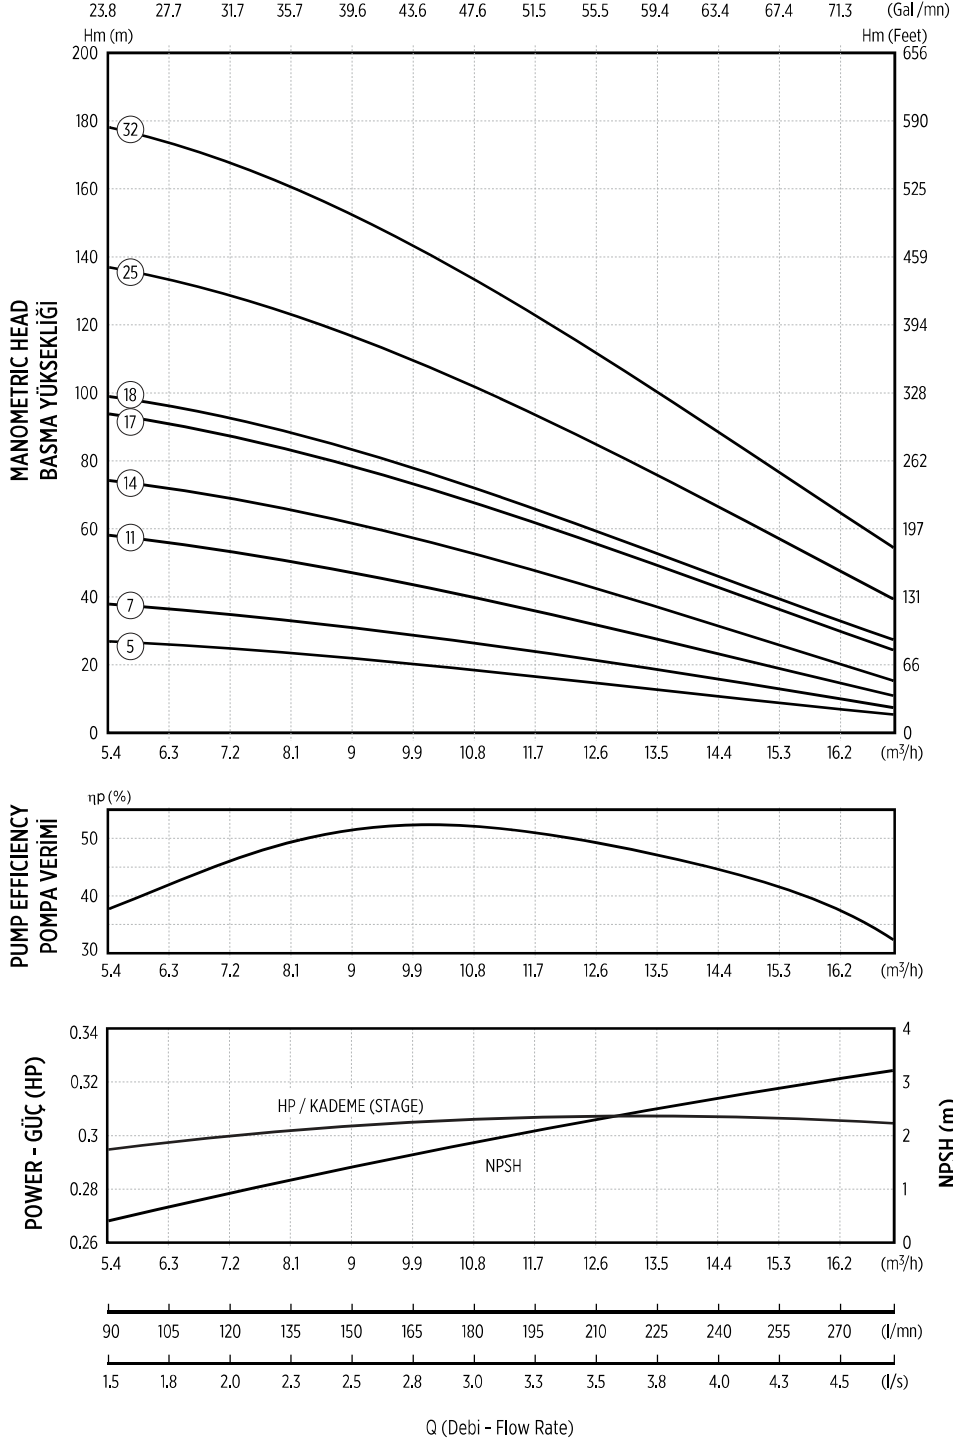 23.8 27.7 31.7 35.7 39.6 43.6 47.6 51.5 55.5 59.4 63.4 67.4 71.3 (Gal/mn)
Hm (m) Hm (Feet)
200 656
180 590
32
160 525
140 459
25
120 394
100 328
18
17
80 262
14
60 197
11
40 131
7
5
20 66
0 0
MANOMETRIC HEAD
BASMA YÜKSEKLİĞİ
5.4 6.3 7.2 8.1 9 9.9 10.8 11.7 12.6 13.5 14.4 15.3 16.2 (m³/h)
ηp (%)
50
40
30
PUMP EFFICIENCY
POMPA VERİMİ
5.4 6.3 7.2 8.1 9 9.9 10.8 11.7 12.6 13.5 14.4 15.3 16.2 (m³/h)
0.34 4
0.32 3
HP / KADEME (STAGE)
0.3 2
NPSH
0.28 1
0.26 0
POWER - GÜÇ (HP)
NPSH (m)
5.4 6.3 7.2 8.1 9 9.9 10.8 11.7 12.6 13.5 14.4 15.3 16.2 (m³/h)
90 105 120 135 150 165 180 195 210 225 240 255 270 (l/mn)
1.5 1.8 2.0 2.3 2.5 2.8 3.0 3.3 3.5 3.8 4.0 4.3 4.5 (l/s)
Q (Debi - Flow Rate)